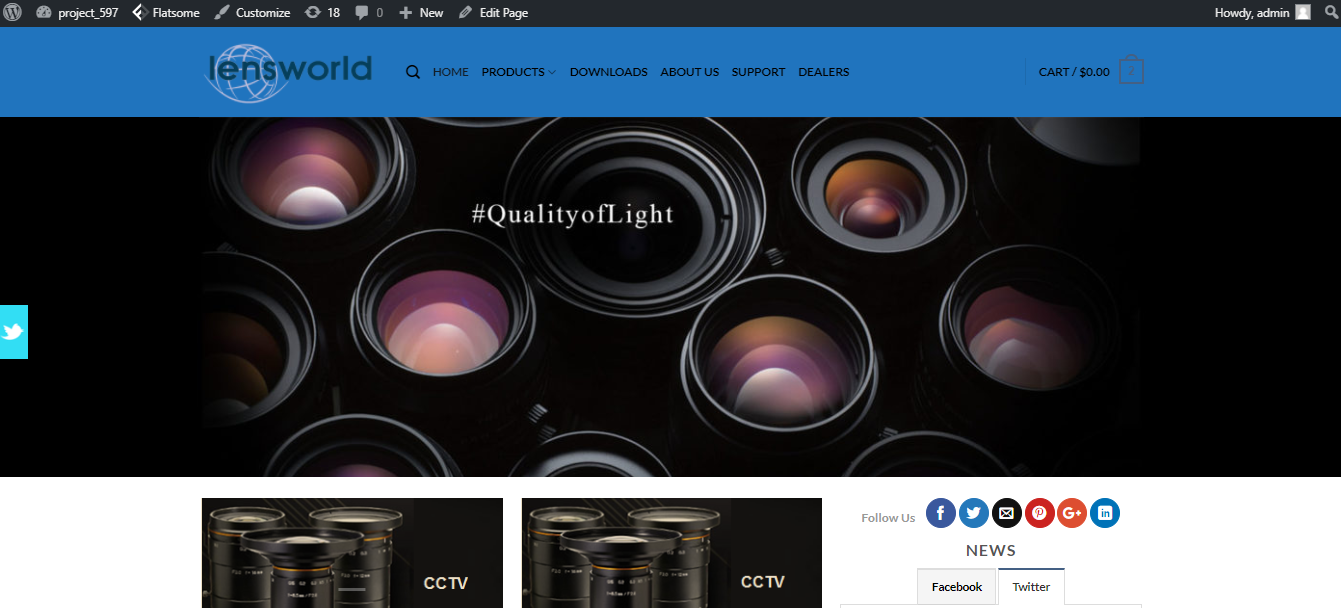 project_597 Flatsome Customize 18 0 New Edit Page Howdy, admin
lensworld HOME PRODUCTS DOWNLOADS ABOUT US SUPPORT DEALERS CART / $0.00
#QualityofLight
Follow Us
NEWS
CCTV CCTV
Facebook Twitter